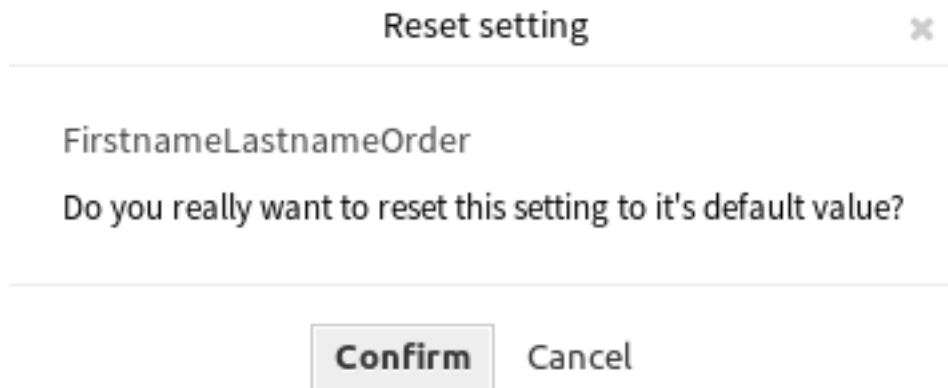 Reset setting
FirstnameLastnameOrder
Do you really want to reset this setting to it's default value?
Confirm Cancel